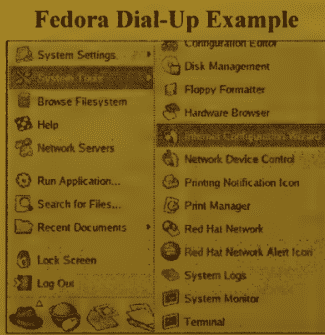 Fedora Dial-Up Example
System Settings
System Tools
Browse Filesystem
Help
Network Servers
Run Application...
Search for Files...
Recent Documents
Lock Screen
Log Out
Configuration Editor
Disk Management
Floppy Formatter
Hardware Browser
Internet Configuration Wizard
Network Device Control
Printing Notification Icon
Print Manager
Red Hat Network
Red Hat Network Alert Icon
System Logs
System Monitor
Terminal